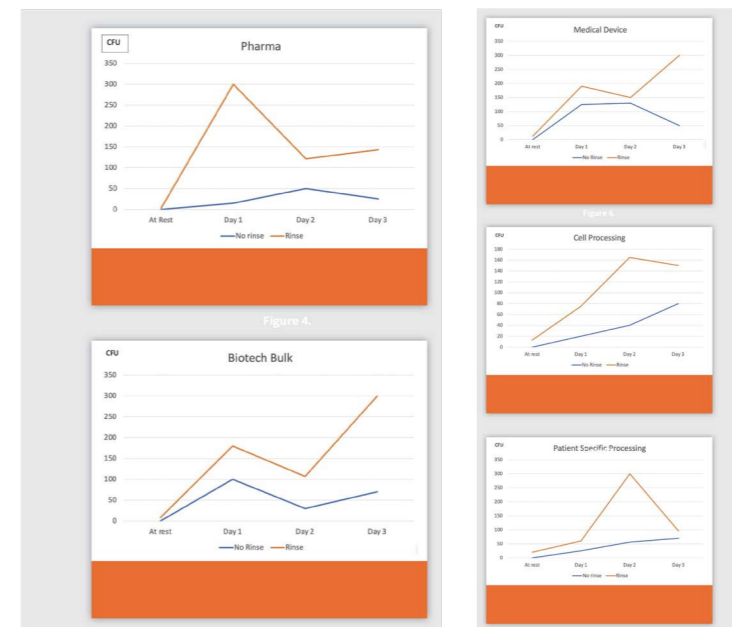 CFU
Pharma
350
300
250
200
150
100
50
0
At Rest Day 1 Day 2 Day 3
No rinse Rinse
Figure 4.
CFU
Biotech Bulk
350
300
250
200
150
100
50
0
At rest Day 1 Day 2 Day 3
No Rinse Rinse
CFU
Medical Device
350
300
250
200
150
100
50
0
At rest Day 1 Day 2 Day 3
No Rinse Rinse
Figure 6.
CFU
Cell Processing
180
160
140
120
100
80
60
40
20
0
At rest Day 1 Day 2 Day 3
No Rinse Rinse
CFU
Patient Specific Processing
350
300
250
200
150
100
50
0
At rest Day 1 Day 2 Day 3
No rinse Rinse